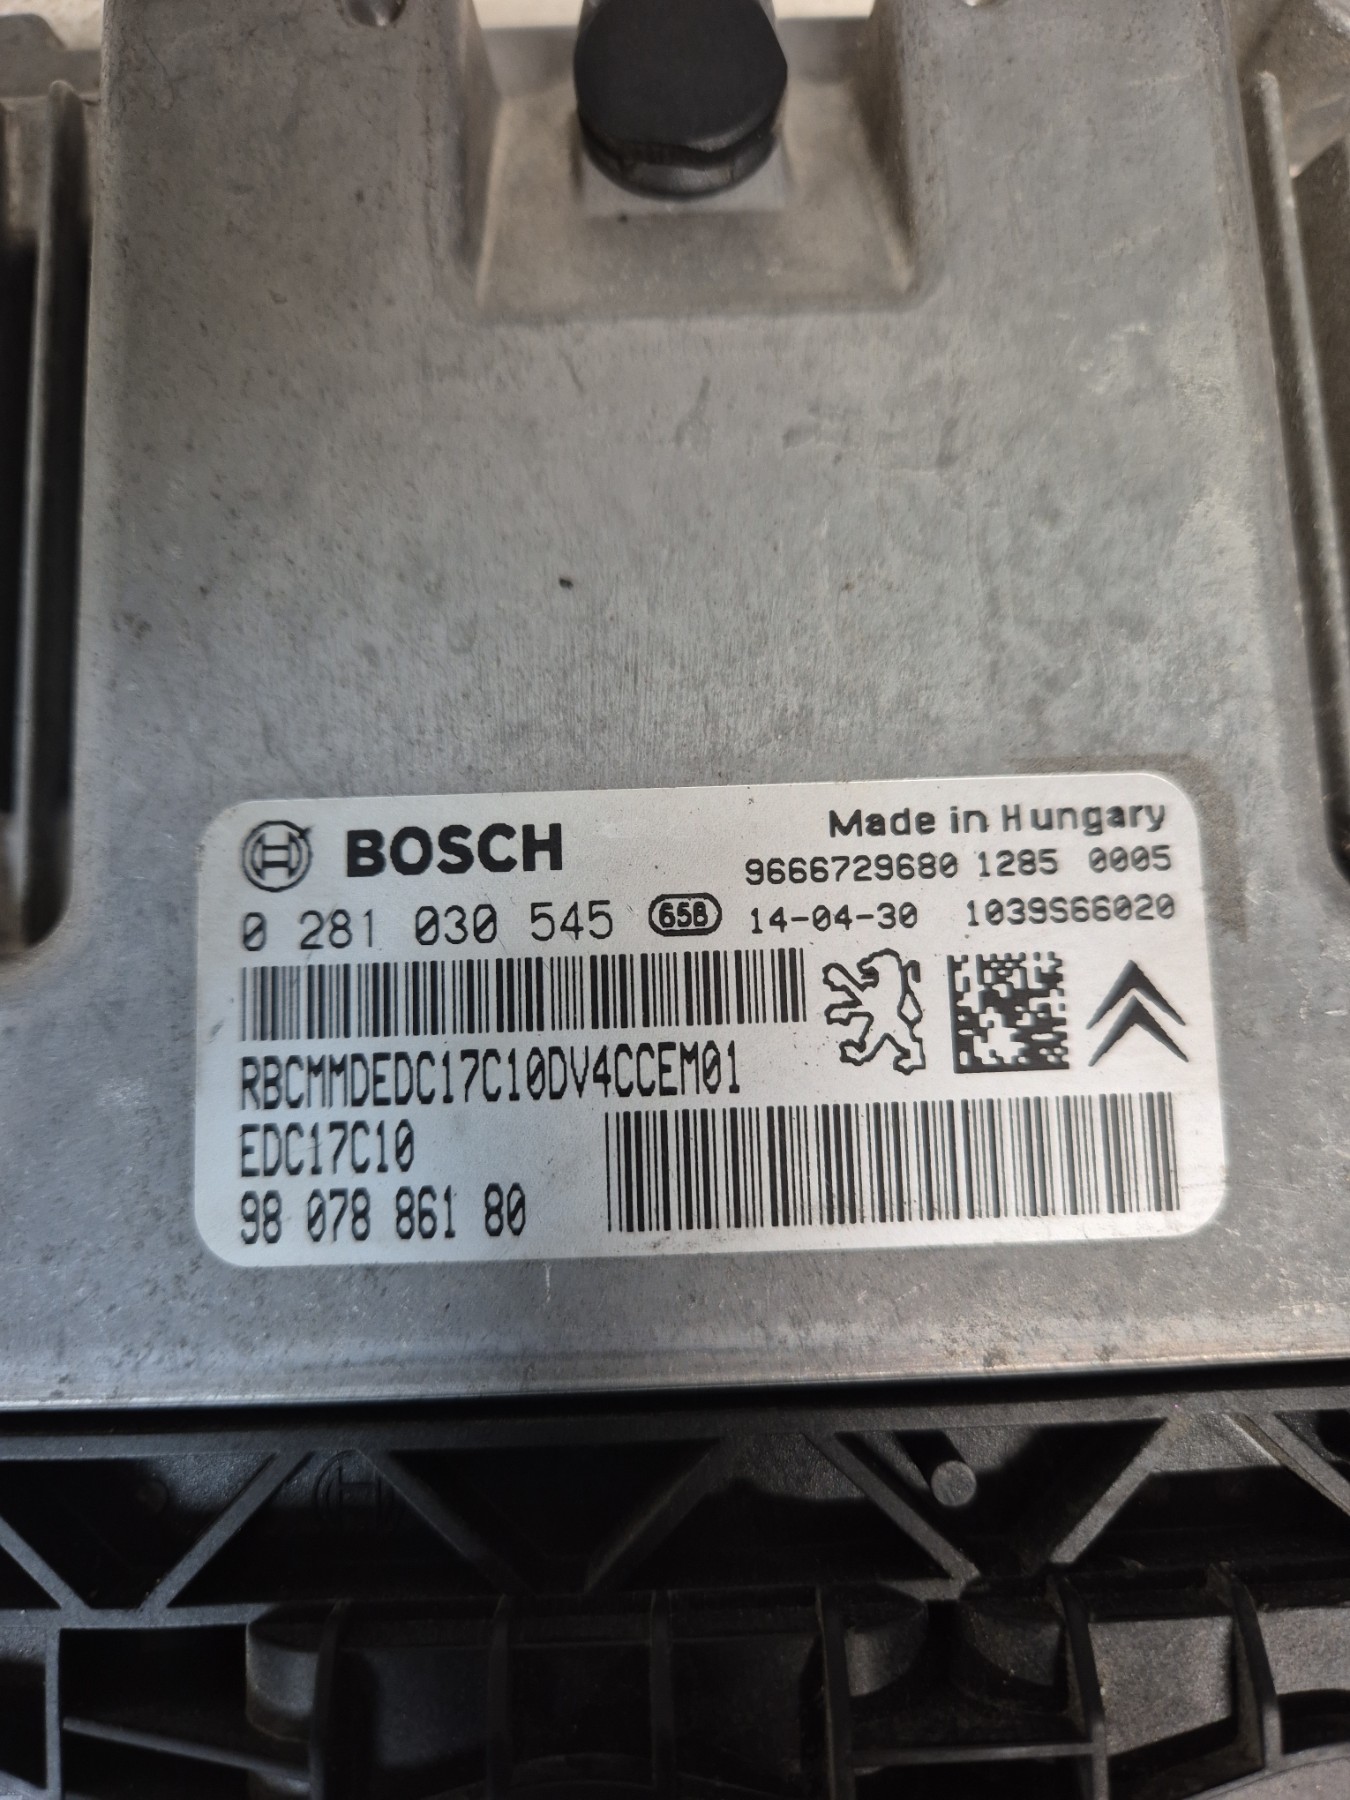 BOSCH
Made in Hungary
9666729680 1285 0005
0 281 030 545 658 14-04-30 1039S66020
RBCMMDEDC17C10DV4CCEM01
EDC17C10
98 078 861 80